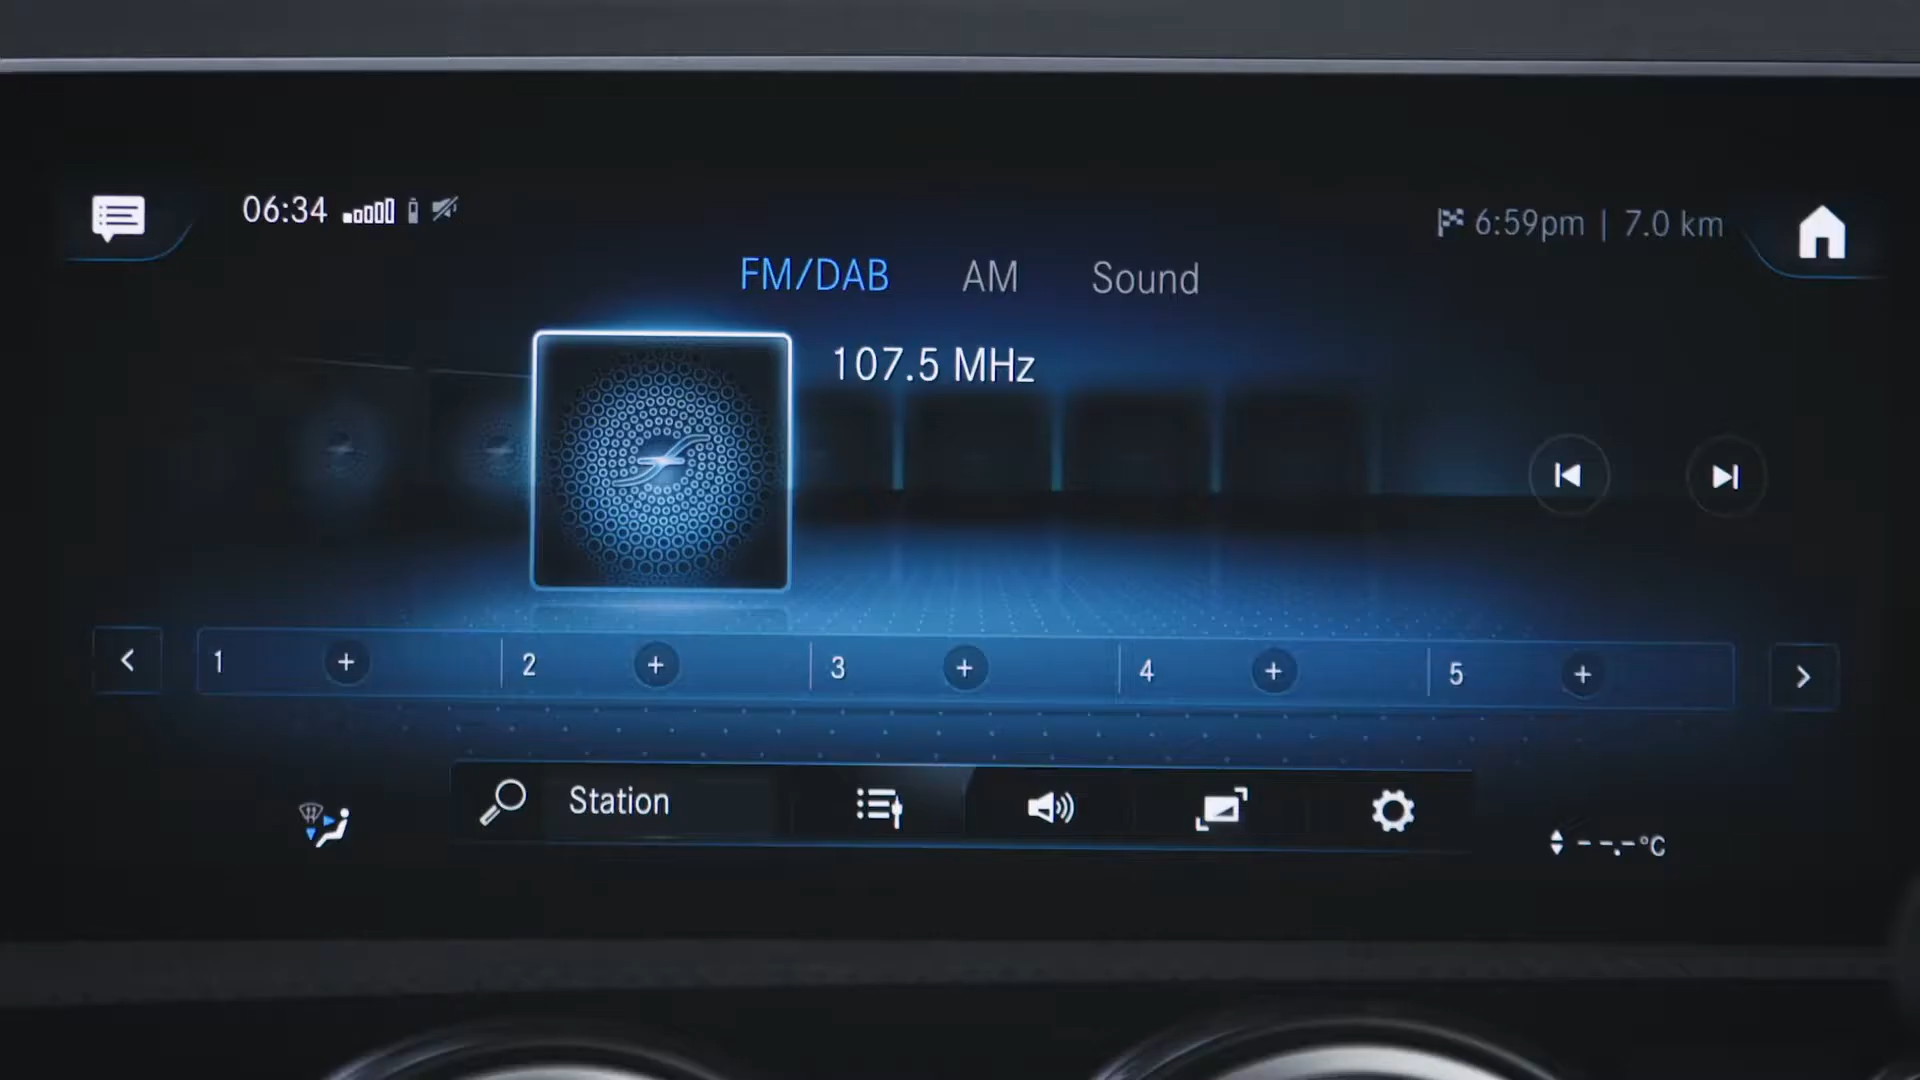 06:34
6:59pm | 7.0 km
FM/DAB AM Sound
107.5 MHz
1 + 2 + 3 + 4 + 5 +
Station
--.-°C